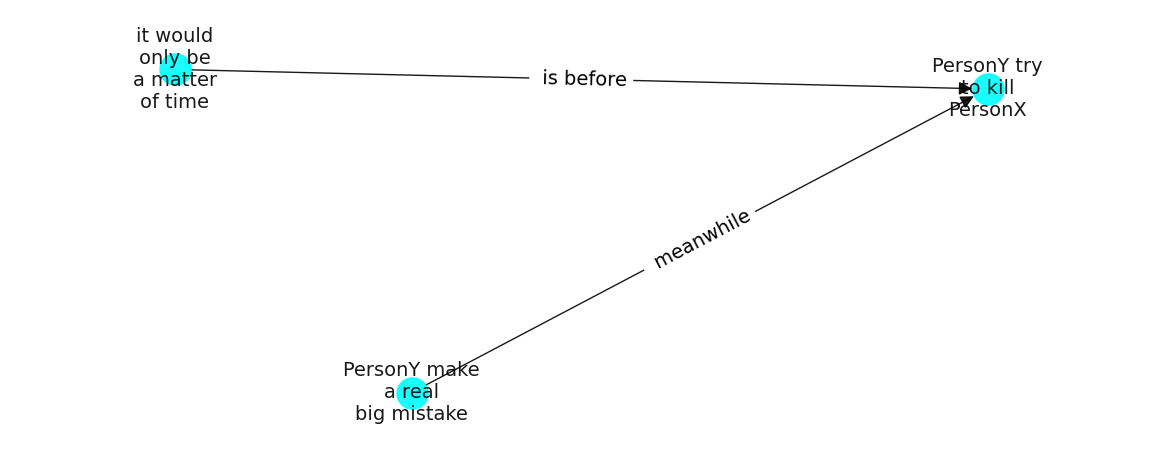 it would
only be
a matter
of time
is before
PersonY try
to kill
PersonX
meanwhile
PersonY make
a real
big mistake